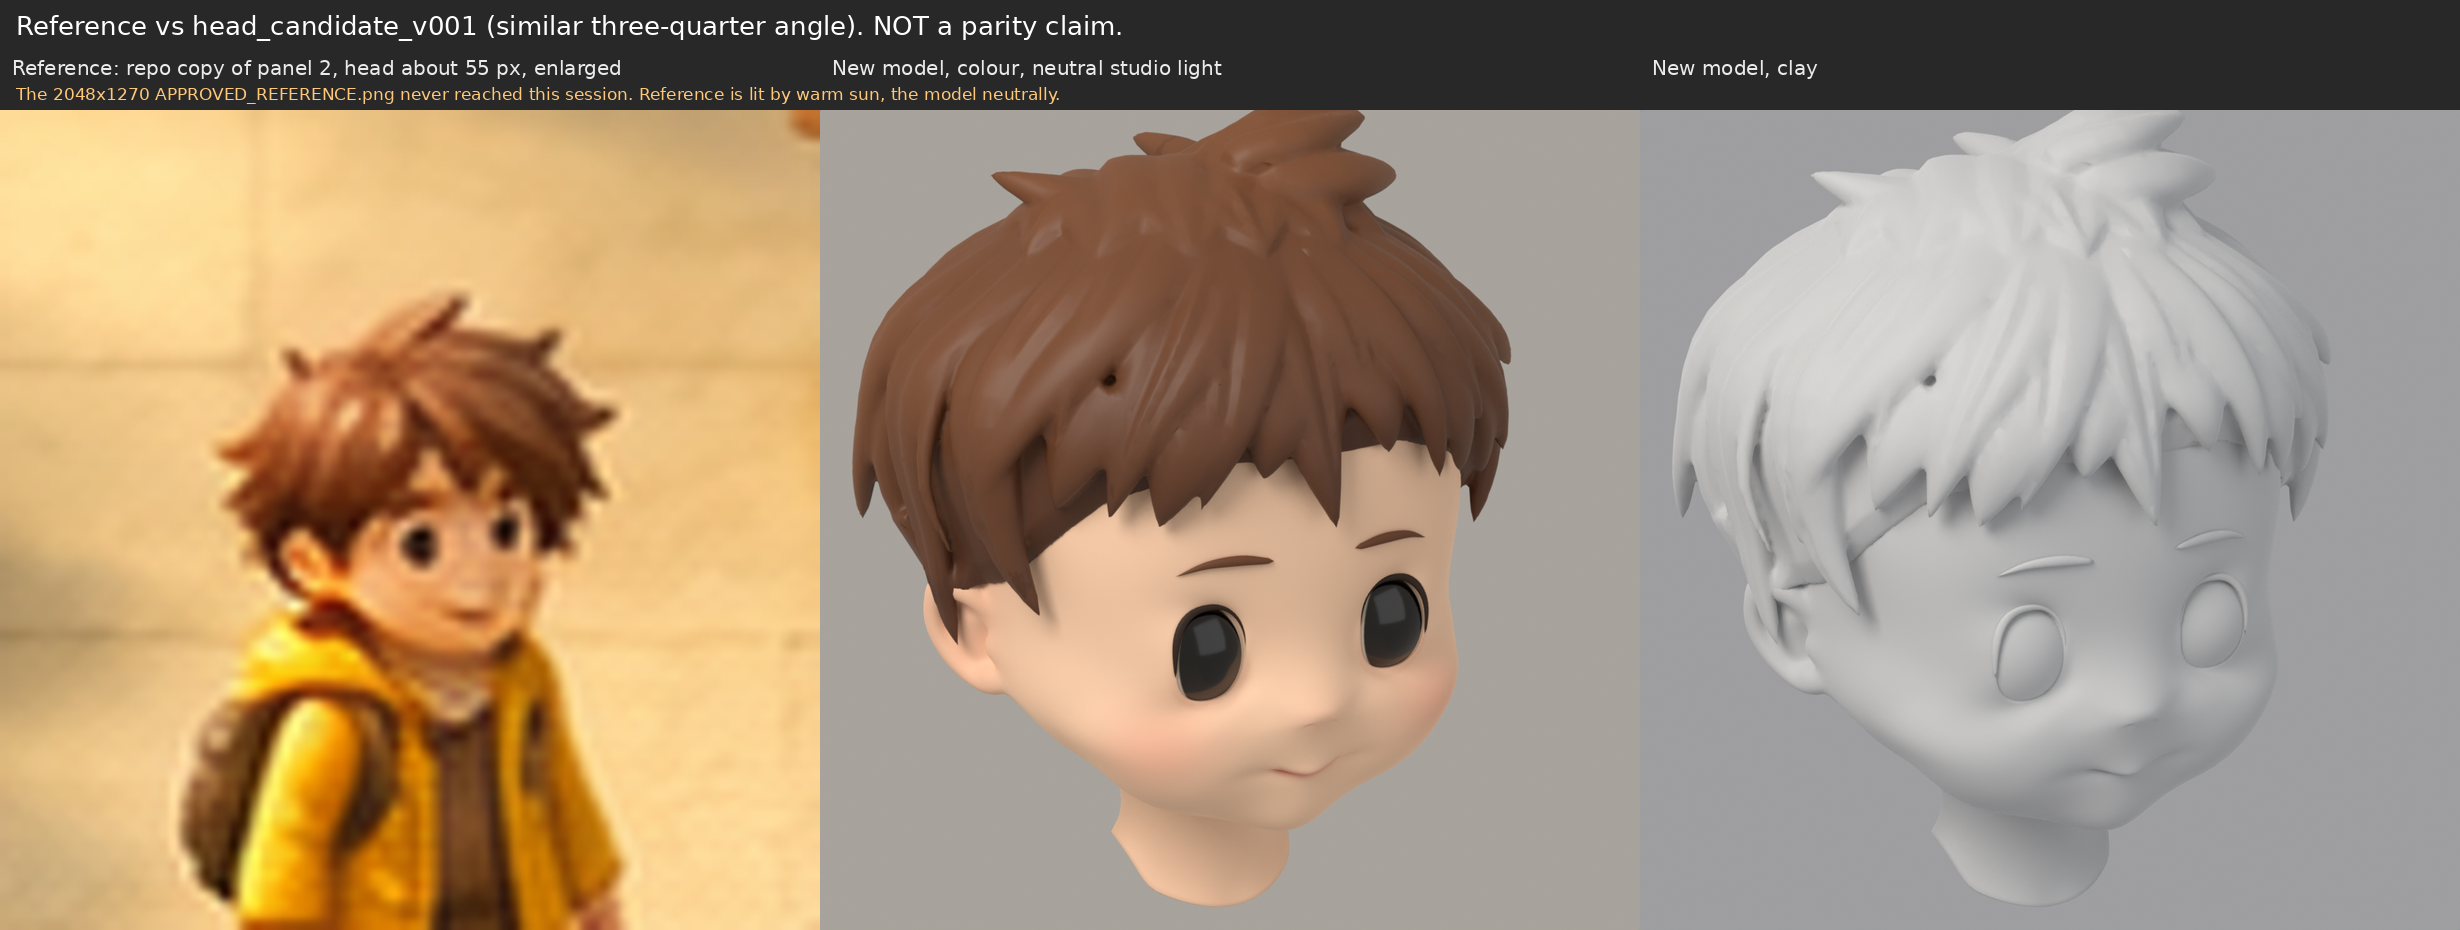 Reference vs head_candidate_v001 (similar three-quarter angle). NOT a parity claim.
Reference: repo copy of panel 2, head about 55 px, enlarged
New model, colour, neutral studio light
New model, clay
The 2048x1270 APPROVED_REFERENCE.png never reached this session. Reference is lit by warm sun, the model neutrally.